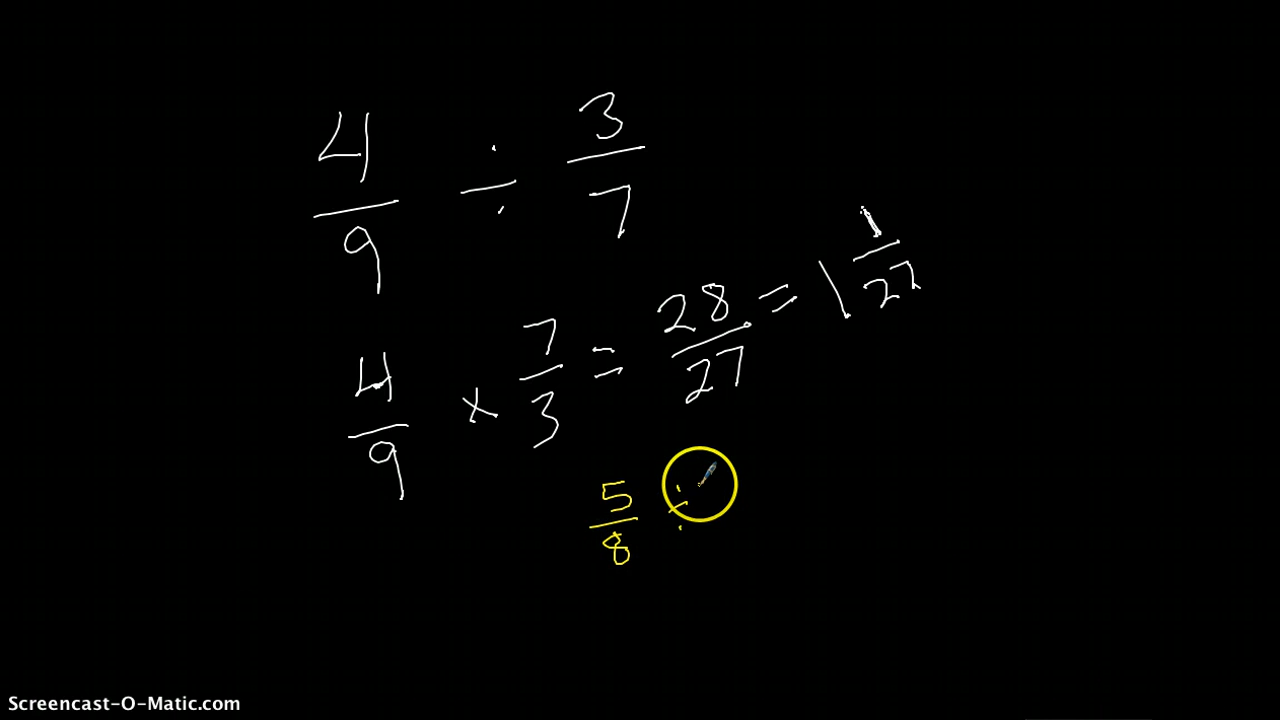 4/9 ÷ 3/7
4/9 × 7/3 = 28/27 = 1 1/27
5/8 ÷
Screencast-O-Matic.com